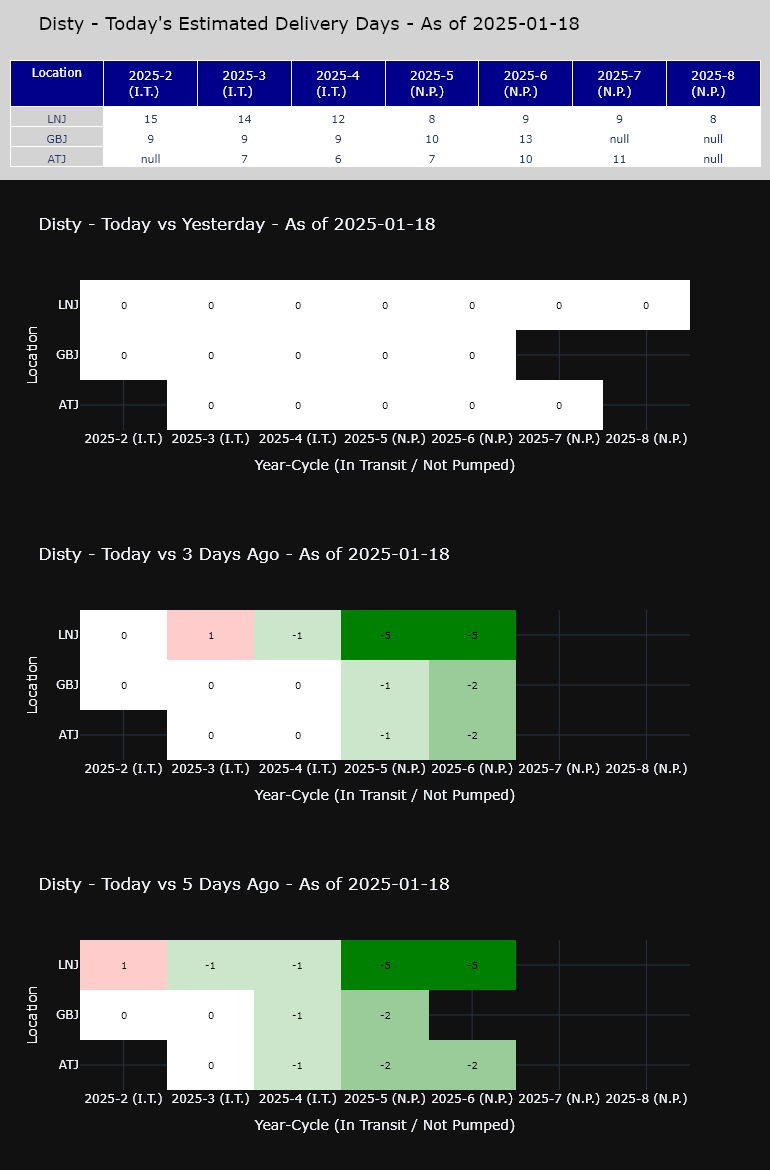 Disty - Today's Estimated Delivery Days - As of 2025-01-18
Location 2025-2 (I.T.) 2025-3 (I.T.) 2025-4 (I.T.) 2025-5 (N.P.) 2025-6 (N.P.) 2025-7 (N.P.) 2025-8 (N.P.)
LNJ 15 14 12 8 9 9 8
GBJ 9 9 9 10 13 null null
ATJ null 7 6 7 10 11 null
Disty - Today vs Yesterday - As of 2025-01-18
Location
LNJ 0 0 0 0 0 0 0
GBJ 0 0 0 0 0
ATJ 0 0 0 0 0
2025-2 (I.T.) 2025-3 (I.T.) 2025-4 (I.T.) 2025-5 (N.P.) 2025-6 (N.P.) 2025-7 (N.P.) 2025-8 (N.P.)
Year-Cycle (In Transit / Not Pumped)
Disty - Today vs 3 Days Ago - As of 2025-01-18
Location
LNJ 0 1 -1 -5 -5
GBJ 0 0 0 -1 -2
ATJ 0 0 -1 -2
2025-2 (I.T.) 2025-3 (I.T.) 2025-4 (I.T.) 2025-5 (N.P.) 2025-6 (N.P.) 2025-7 (N.P.) 2025-8 (N.P.)
Year-Cycle (In Transit / Not Pumped)
Disty - Today vs 5 Days Ago - As of 2025-01-18
Location
LNJ 1 -1 -1 -5 -5
GBJ 0 0 -1 -2
ATJ 0 -1 -2 -2
2025-2 (I.T.) 2025-3 (I.T.) 2025-4 (I.T.) 2025-5 (N.P.) 2025-6 (N.P.) 2025-7 (N.P.) 2025-8 (N.P.)
Year-Cycle (In Transit / Not Pumped)